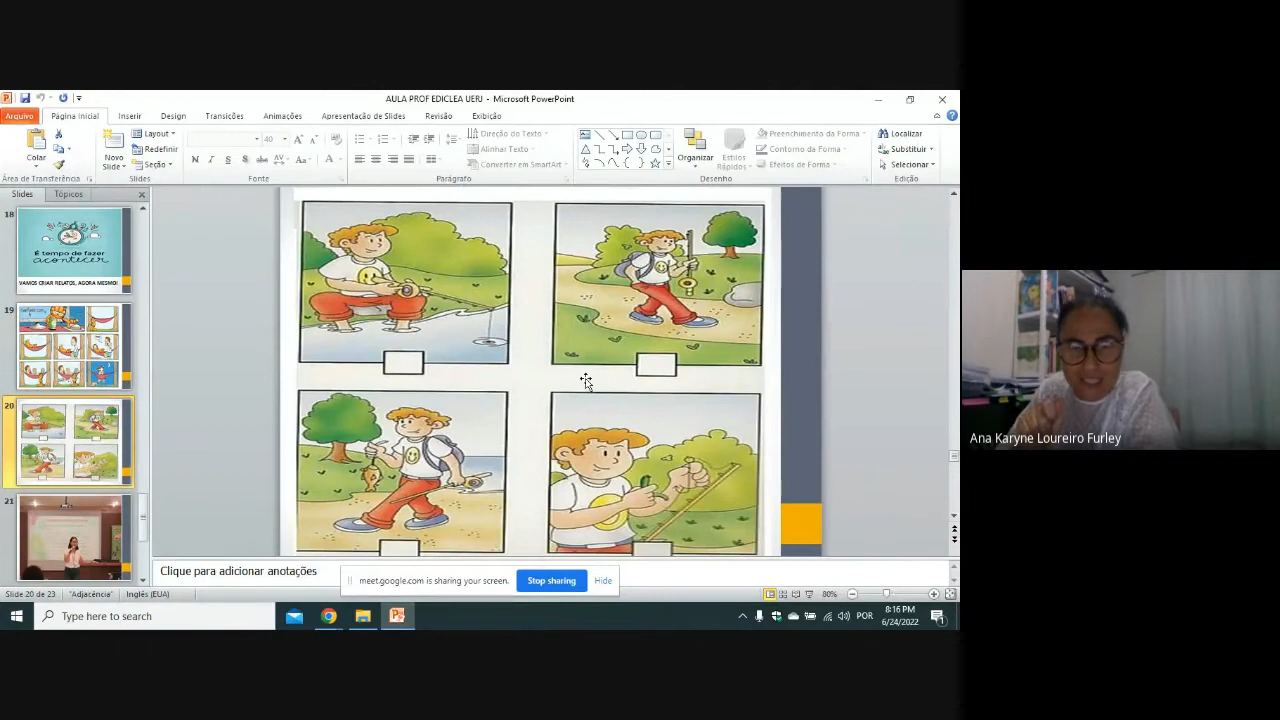 AULA PROF EDICLEA UERJ - Microsoft PowerPoint
Arquivo
Página Inicial
Inserir
Design
Transições
Animações
Apresentação de Slides
Revisão
Exibição
Colar
Área de Transferência
Novo
Slide
Layout
Redefinir
Seção
Slides
40
N
I
S
S
abc
AV
Aa
A
Fonte
Direção do Texto
Alinhar Texto
Converter em SmartArt
Parágrafo
Organizar
Estilos
Rápidos
Preenchimento da Forma
Contorno da Forma
Efeitos de Forma
Desenho
Localizar
Substituir
Selecionar
Edição
Slides
Tópicos
18
É tempo de fazer
acontecer
VAMOS CRIAR RELATOS, AGORA MESMO!
19
20
21
Clique para adicionar anotações
meet.google.com is sharing your screen.
Stop sharing
Hide
Slide 20 de 23
"Adjacência"
Inglês (EUA)
80%
Type here to search
POR
8:16 PM
6/24/2022
1
Ana Karyne Loureiro Furley